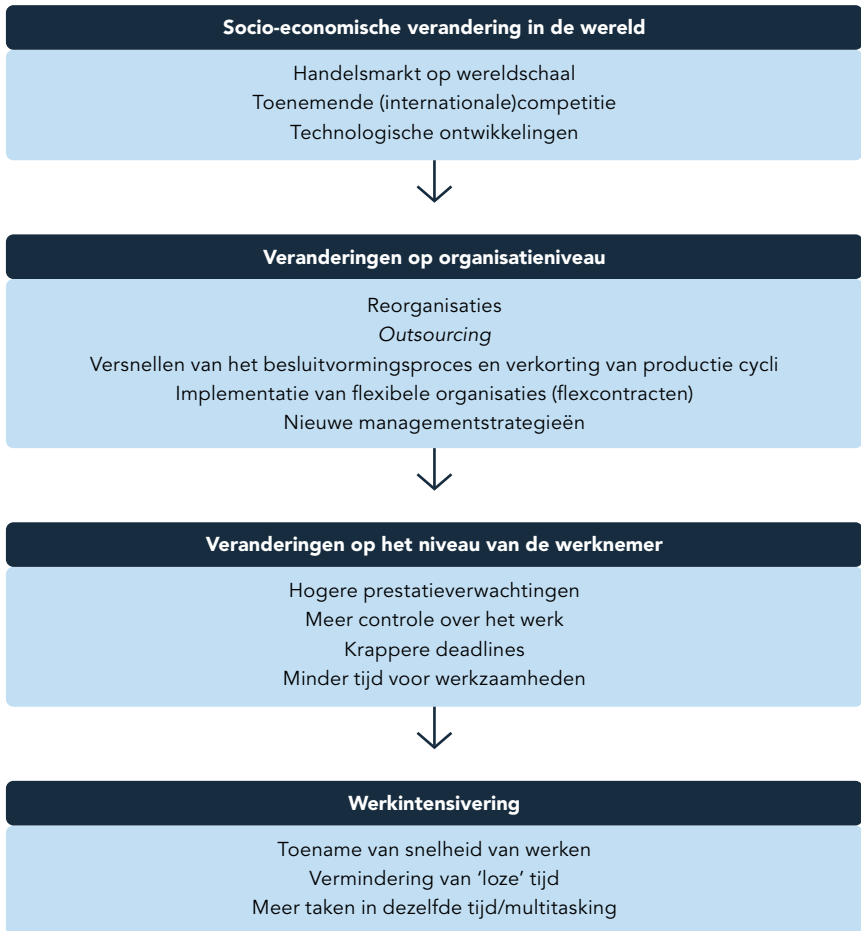 Socio-economische verandering in de wereld
Handelsmarkt op wereldschaal
Toenemende (internationale)competitie
Technologische ontwikkelingen
Veranderingen op organisatieniveau
Reorganisaties
Outsourcing
Versnellen van het besluitvormingsproces en verkorting van productie cycli
Implementatie van flexibele organisaties (flexcontracten)
Nieuwe managementstrategieën
Veranderingen op het niveau van de werknemer
Hogere prestatieverwachtingen
Meer controle over het werk
Krappere deadlines
Minder tijd voor werkzaamheden
Werkintensivering
Toename van snelheid van werken
Vermindering van ‘loze’ tijd
Meer taken in dezelfde tijd/multitasking